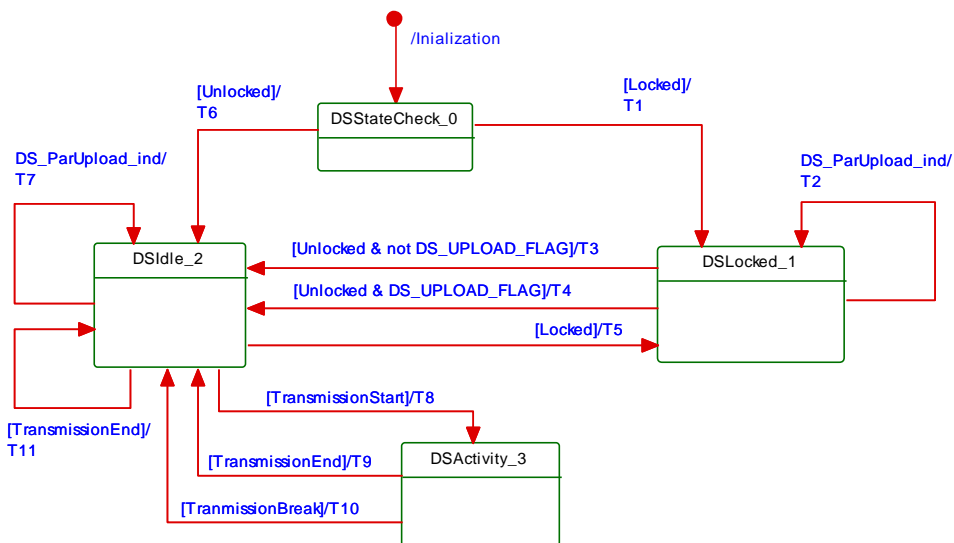 /Inialization
[Unlocked]/
T6
[Locked]/
T1
DSStateCheck_0
DS_ParUpload_ind/
T7
DS_ParUpload_ind/
T2
[Unlocked & not DS_UPLOAD_FLAG]/T3
DSIdle_2
DSLocked_1
[Unlocked & DS_UPLOAD_FLAG]/T4
[Locked]/T5
[TransmissionStart]/T8
[TransmissionEnd]/
T11
[TransmissionEnd]/T9
DSActivity_3
[TranmissionBreak]/T10